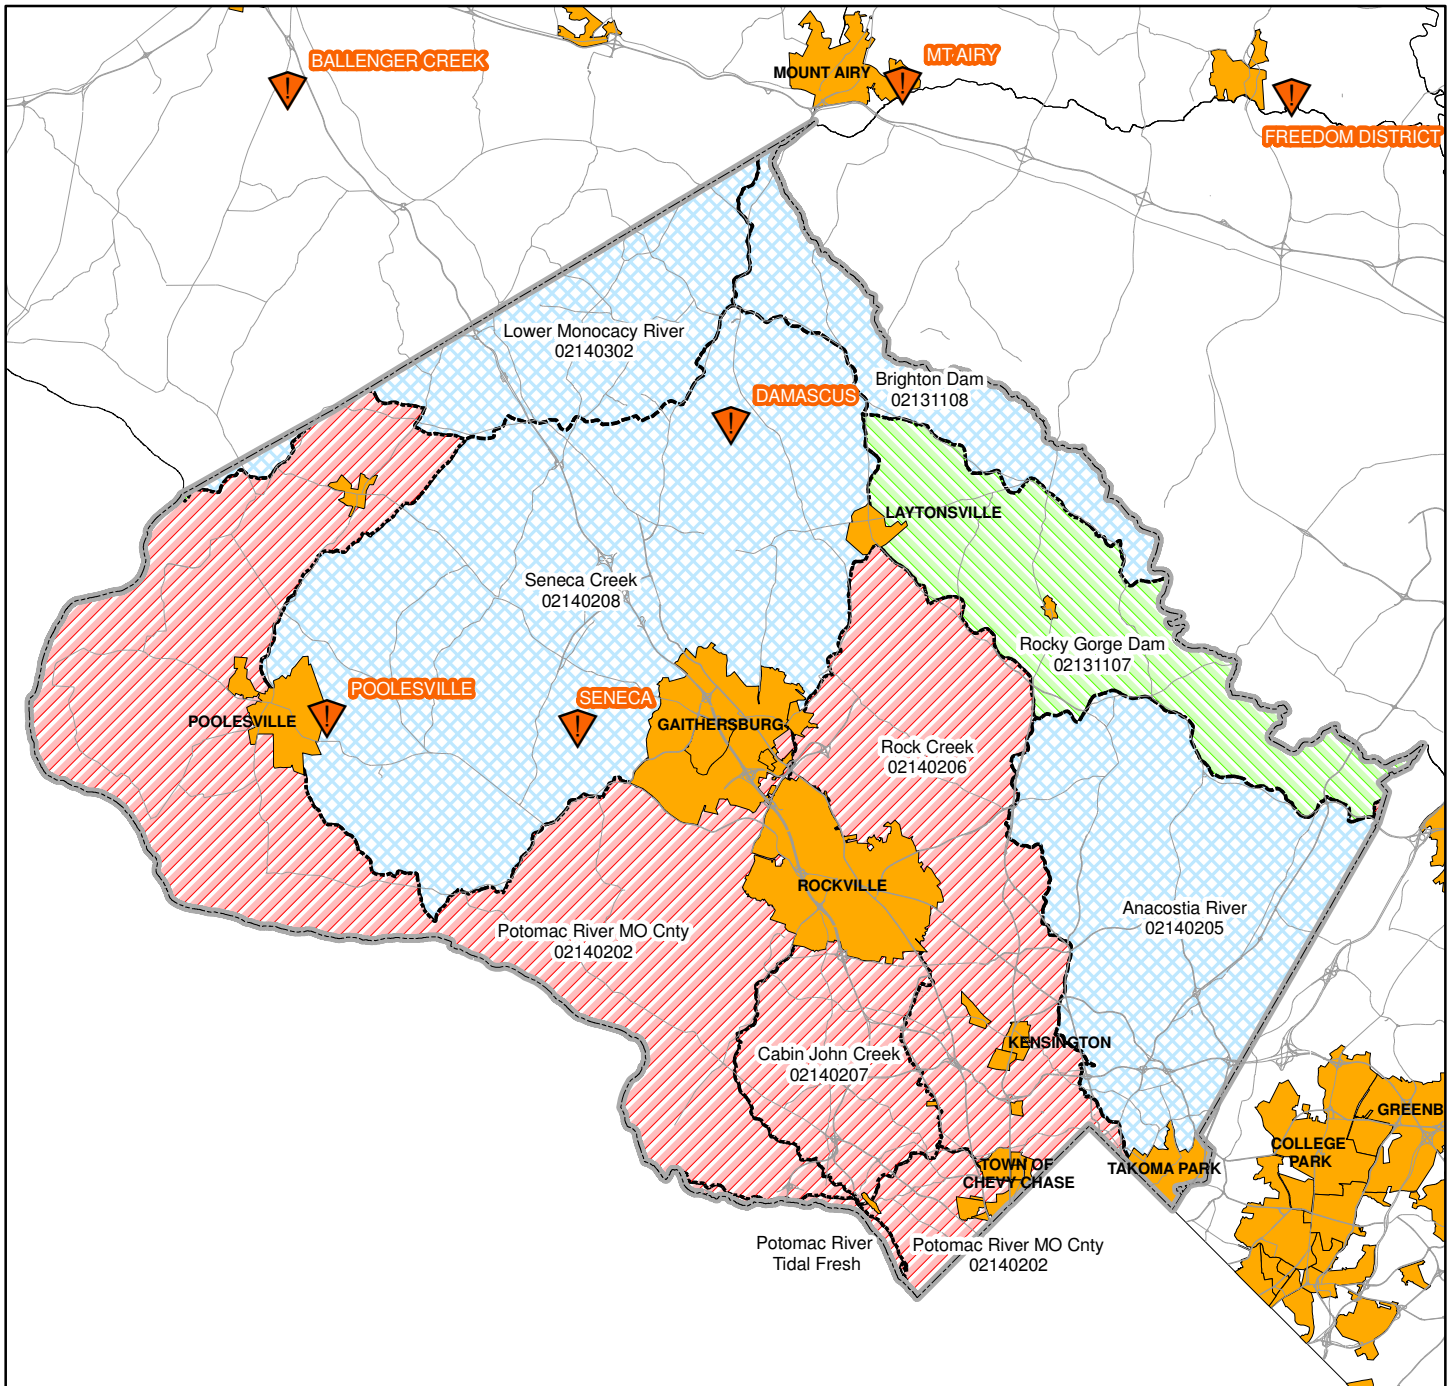 BALLENGER CREEK
MOUNT AIRY
MT AIRY
FREEDOM DISTRICT
Lower Monocacy River
02140302
Brighton Dam
02131108
DAMASCUS
LAYTONSVILLE
Seneca Creek
02140208
Rocky Gorge Dam
02131107
POOLESVILLE
POOLESVILLE
SENECA
GAITHERSBURG
Rock Creek
02140206
ROCKVILLE
Anacostia River
02140205
Potomac River MO Cnty
02140202
KENSINGTON
Cabin John Creek
02140207
GREENB
COLLEGE
PARK
TOWN OF
CHEVY CHASE
TAKOMA PARK
Potomac River
Tidal Fresh
Potomac River MO Cnty
02140202